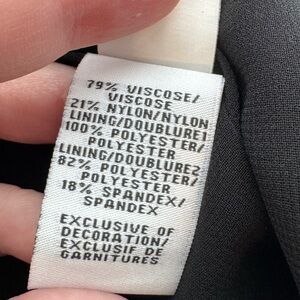 79% VISCOSE/
VISCOSE
21% NYLON/NYLON
LINING/DOUBLURE1
100% POLYESTER/
POLYESTER
LINING/DOUBLURE2
82% POLYESTER/
POLYESTER
18% SPANDEX/
SPANDEX
EXCLUSIVE OF
DECORATION/
EXCLUSIF DE
GARNITURES